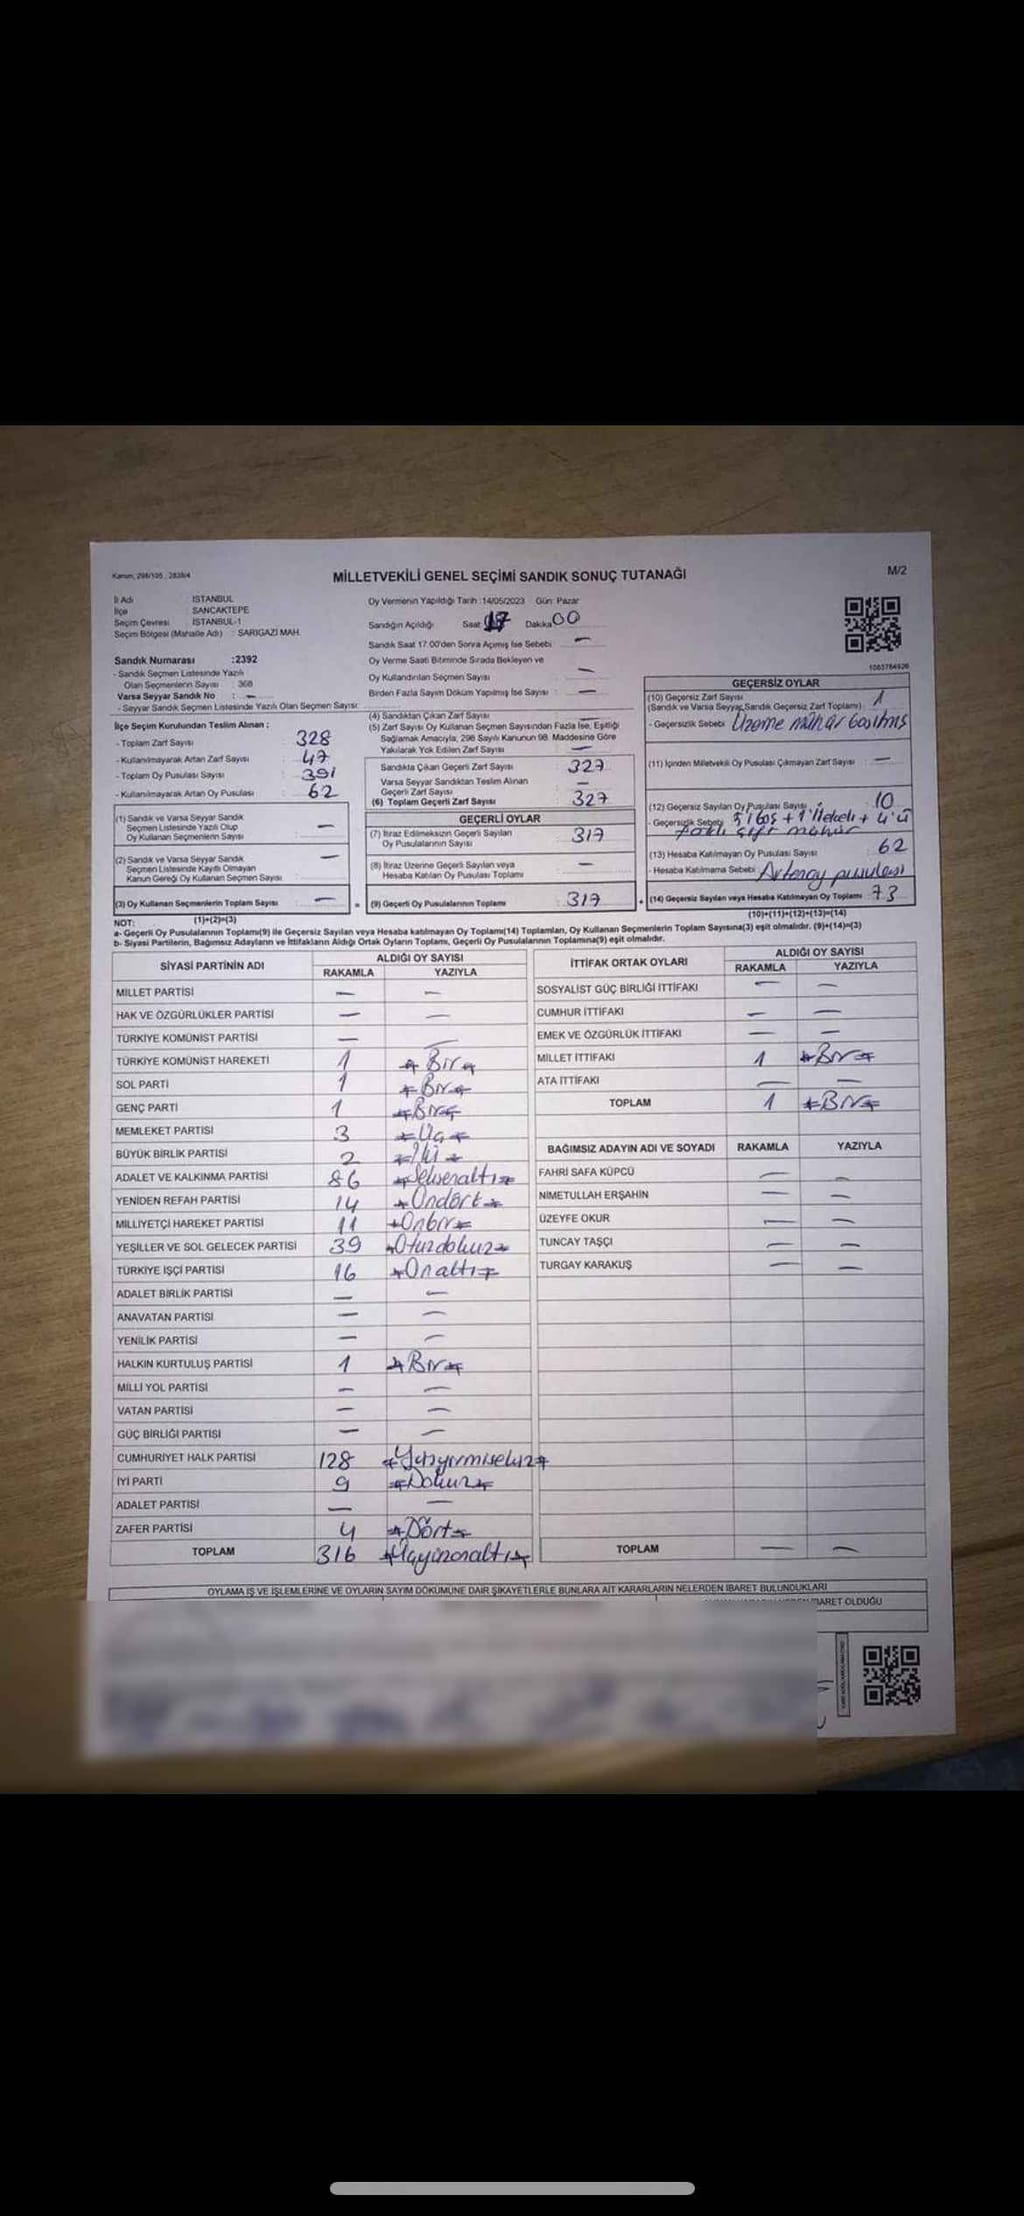 Kanun; 298/105, 2839/4
MİLLETVEKİLİ GENEL SEÇİMİ SANDIK SONUÇ TUTANAĞI
M/2
İl Adı : İSTANBUL
İlçe : SANCAKTEPE
Seçim Çevresi : İSTANBUL-1
Seçim Bölgesi (Mahalle Adı) : SARIGAZİ MAH.
Oy Vermenin Yapıldığı Tarih :14/05/2023 Gün: Pazar
Sandığın Açıldığı Saat: 17 Dakika: 00
Sandık Saat 17.00'den Sonra Açılmış İse Sebebi : —
Sandık Numarası :2392
- Sandık Seçmen Listesinde Yazılı
Olan Seçmenlerin Sayısı : 368
Varsa Seyyar Sandık No : —
- Seyyar Sandık Seçmen Listesinde Yazılı Olan Seçmen Sayısı:
Oy Verme Saati Bitiminde Sırada Bekleyen ve
Oy Kullandırılan Seçmen Sayısı : —
Birden Fazla Sayım Döküm Yapılmış İse Sayısı : —
İlçe Seçim Kurulundan Teslim Alınan :
- Toplam Zarf Sayısı : 328
- Kullanılmayarak Artan Zarf Sayısı : 47
- Toplam Oy Pusulası Sayısı : 391
- Kullanılmayarak Artan Oy Pusulası : 62
(1) Sandık ve Varsa Seyyar Sandık
Seçmen Listesinde Yazılı Olup
Oy Kullanan Seçmenlerin Sayısı : —
(2) Sandık ve Varsa Seyyar Sandık
Seçmen Listesinde Kayıtlı Olmayan
Kanun Gereği Oy Kullanan Seçmen Sayısı : —
(3) Oy Kullanan Seçmenlerin Toplam Sayısı : —
(1)+(2)=(3)
(4) Sandıktan Çıkan Zarf Sayısı
(5) Zarf Sayısı Oy Kullanan Seçmen Sayısından Fazla İse, Eşitliği
Sağlamak Amacıyla, 298 Sayılı Kanunun 98. Maddesine Göre
Yakılarak Yok Edilen Zarf Sayısı : —
Sandıkta Çıkan Geçerli Zarf Sayısı : 327
Varsa Seyyar Sandıktan Teslim Alınan
Geçerli Zarf Sayısı : —
(6) Toplam Geçerli Zarf Sayısı : 327
GEÇERLİ OYLAR
(7) İtiraz Edilmeksizin Geçerli Sayılan
Oy Pusulalarının Sayısı : 317
(8) İtiraz Üzerine Geçerli Sayılan veya
Hesaba Katılan Oy Pusulası Toplamı : —
= (9) Geçerli Oy Pusulalarının Toplamı : 317
1083784926
GEÇERSİZ OYLAR
(10) Geçersiz Zarf Sayısı
(Sandık ve Varsa Seyyar Sandık Geçersiz Zarf Toplamı) : 1
- Geçersizlik Sebebi : Üzeme mühür basılmış
(11) İçinden Milletvekili Oy Pusulası Çıkmayan Zarf Sayısı : —
(12) Geçersiz Sayılan Oy Pusulası Sayısı : 10
- Geçersizlik Sebebi
(13) Hesaba Katılmayan Oy Pusulası Sayısı : 62
- Hesaba Katılmama Sebebi : pusulası
+ (14) Geçersiz Sayılan veya Hesaba Katılmayan Oy Toplamı : 73
(10)+(11)+(12)+(13)=(14)
NOT:
a- Geçerli Oy Pusulalarının Toplamı(9) ile Geçersiz Sayılan veya Hesaba katılmayan Oy Toplamı(14) Toplamları, Oy Kullanan Seçmenlerin Toplam Sayısına(3) eşit olmalıdır. (9)+(14)=(3)
b- Siyasi Partilerin, Bağımsız Adayların ve İttifakların Aldığı Ortak Oyların Toplamı, Geçerli Oy Pusulalarının Toplamına(9) eşit olmalıdır.
SİYASİ PARTİNİN ADI ALDIĞI OY SAYISI
RAKAMLA YAZIYLA
MİLLET PARTİSİ — —
HAK VE ÖZGÜRLÜKLER PARTİSİ — —
TÜRKİYE KOMÜNİST PARTİSİ — —
TÜRKİYE KOMÜNİST HAREKETİ 1 *Bir*
SOL PARTİ 1 *Bir*
GENÇ PARTİ 1 *Bir*
MEMLEKET PARTİSİ 3 *Üç*
BÜYÜK BİRLİK PARTİSİ 2 *İki*
ADALET VE KALKINMA PARTİSİ 86 *Seksenaltı*
YENİDEN REFAH PARTİSİ 14 *Ondört*
MİLLİYETÇİ HAREKET PARTİSİ 11 *Onbir*
YEŞİLLER VE SOL GELECEK PARTİSİ 39 *Otuzdokuz*
TÜRKİYE İŞÇİ PARTİSİ 16 *Onaltı*
ADALET BİRLİK PARTİSİ — —
ANAVATAN PARTİSİ — —
YENİLİK PARTİSİ — —
HALKIN KURTULUŞ PARTİSİ 1 *Bir*
MİLLİ YOL PARTİSİ — —
VATAN PARTİSİ — —
GÜÇ BİRLİĞİ PARTİSİ — —
CUMHURİYET HALK PARTİSİ 128 *Yüzyirmisekiz*
İYİ PARTİ 9 *Dokuz*
ADALET PARTİSİ — —
ZAFER PARTİSİ 4 *Dört*
TOPLAM 316 *Üçyüzonaltı*
İTTİFAK ORTAK OYLARI ALDIĞI OY SAYISI
RAKAMLA YAZIYLA
SOSYALİST GÜÇ BİRLİĞİ İTTİFAKI — —
CUMHUR İTTİFAKI — —
EMEK VE ÖZGÜRLÜK İTTİFAKI — —
MİLLET İTTİFAKI 1 *Bir*
ATA İTTİFAKI — —
TOPLAM 1 *Bir*
BAĞIMSIZ ADAYIN ADI VE SOYADI RAKAMLA YAZIYLA
FAHRİ SAFA KÜPCÜ — —
NİMETULLAH ERŞAHİN — —
ÜZEYFE OKUR — —
TUNCAY TAŞÇI — —
TURGAY KARAKUŞ — —
TOPLAM — —
OYLAMA İŞ VE İŞLEMLERİNE VE OYLARIN SAYIM DÖKÜMÜNE DAİR ŞİKAYETLERLE BUNLARA AİT KARARLARIN NELERDEN İBARET BULUNDUKLARI
İBARET OLDUĞU